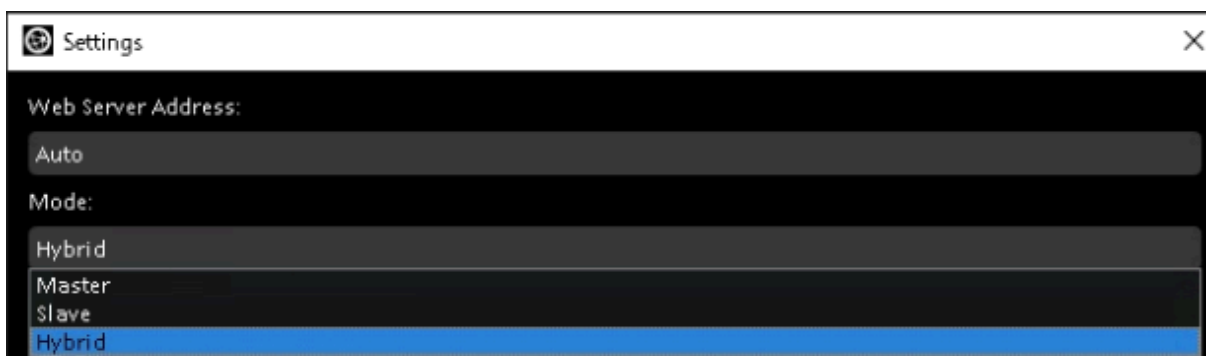 Settings
Web Server Address:
Auto
Mode:
Hybrid
Master
Slave
Hybrid